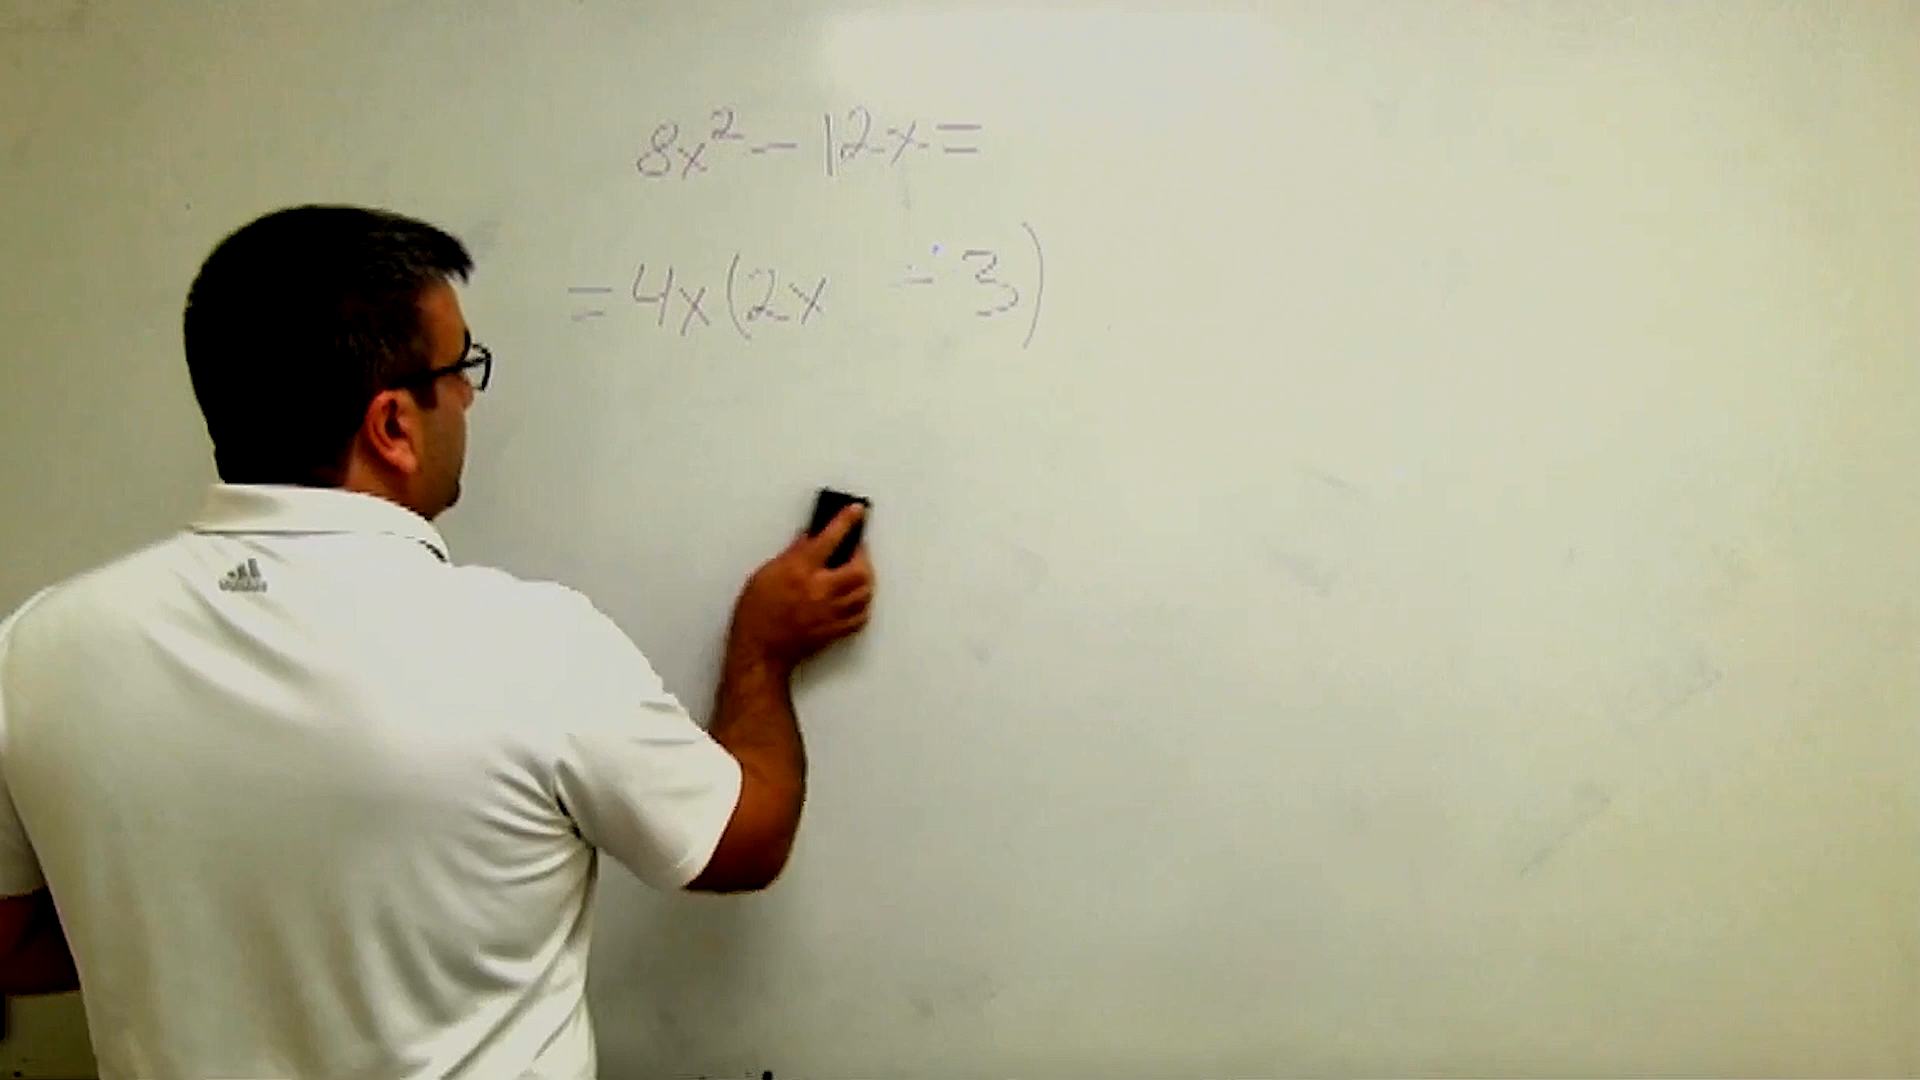 8x² - 12x =
= 4x(2x - 3)